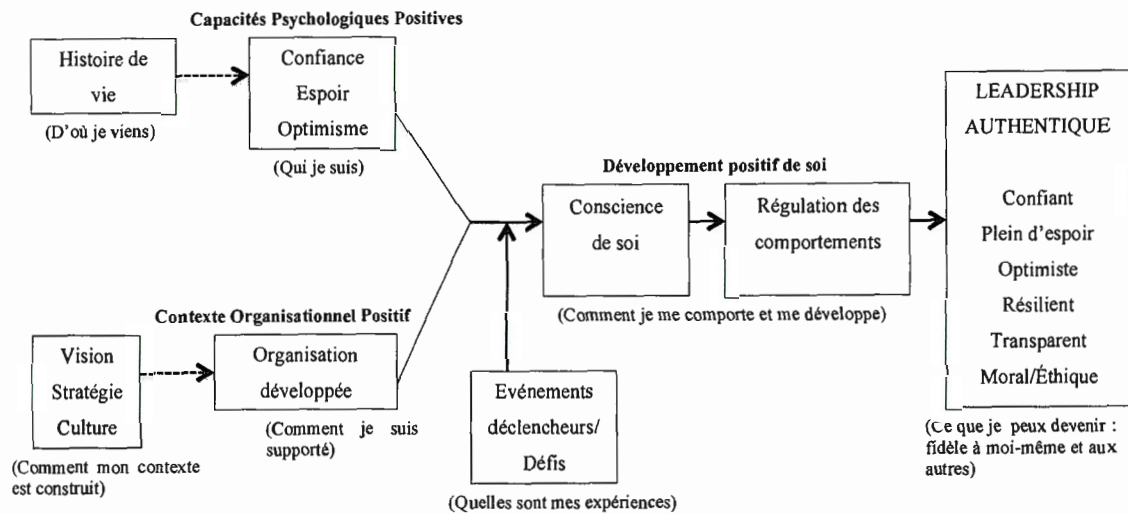 Capacités Psychologiques Positives
Histoire de
vie
(D'où je viens)
Confiance
Espoir
Optimisme
(Qui je suis)
Contexte Organisationnel Positif
Vision
Stratégie
Culture
(Comment mon contexte
est construit)
Organisation
développée
(Comment je suis
supporté)
Evénements
déclencheurs/
Défis
(Quelles sont mes expériences)
Développement positif de soi
Conscience
de soi
Régulation des
comportements
(Comment je me comporte et me développe)
LEADERSHIP
AUTHENTIQUE
Confiant
Plein d'espoir
Optimiste
Résilient
Transparent
Moral/Éthique
(Ce que je peux devenir :
fidèle à moi-même et aux
autres)